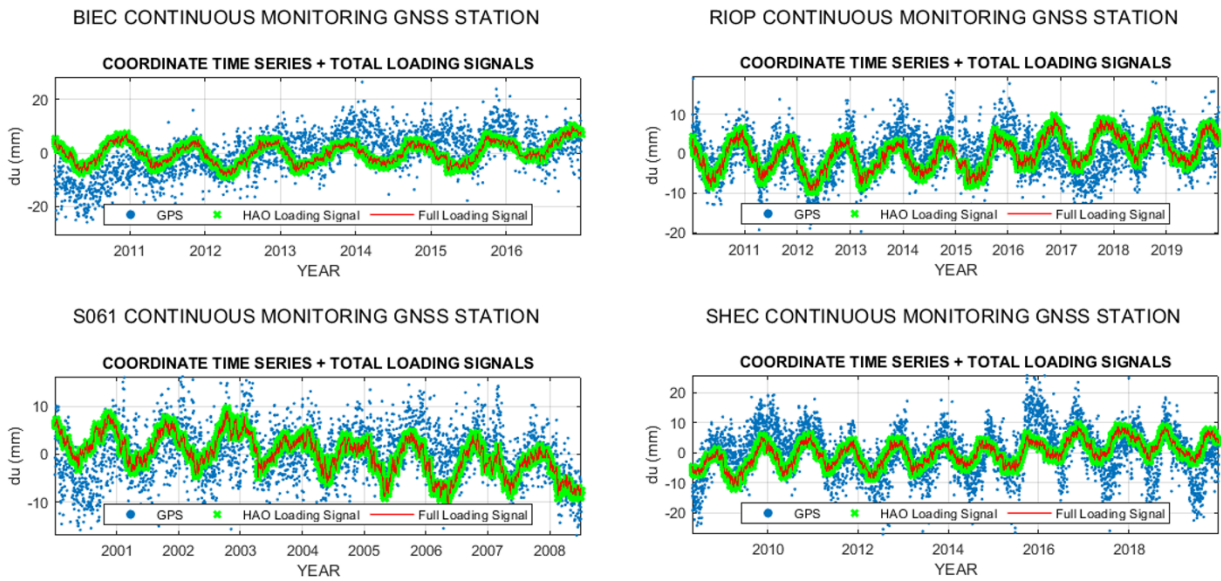 BIEC CONTINUOUS MONITORING GNSS STATION
COORDINATE TIME SERIES + TOTAL LOADING SIGNALS
du (mm)
20
0
-20
GPS HAO Loading Signal Full Loading Signal
2011 2012 2013 2014 2015 2016
YEAR
RIOP CONTINUOUS MONITORING GNSS STATION
COORDINATE TIME SERIES + TOTAL LOADING SIGNALS
du (mm)
10
0
-10
-20
GPS HAO Loading Signal Full Loading Signal
2011 2012 2013 2014 2015 2016 2017 2018 2019
YEAR
S061 CONTINUOUS MONITORING GNSS STATION
COORDINATE TIME SERIES + TOTAL LOADING SIGNALS
du (mm)
10
0
-10
GPS HAO Loading Signal Full Loading Signal
2001 2002 2003 2004 2005 2006 2007 2008
YEAR
SHEC CONTINUOUS MONITORING GNSS STATION
COORDINATE TIME SERIES + TOTAL LOADING SIGNALS
du (mm)
20
10
0
-10
-20
GPS HAO Loading Signal Full Loading Signal
2010 2012 2014 2016 2018
YEAR